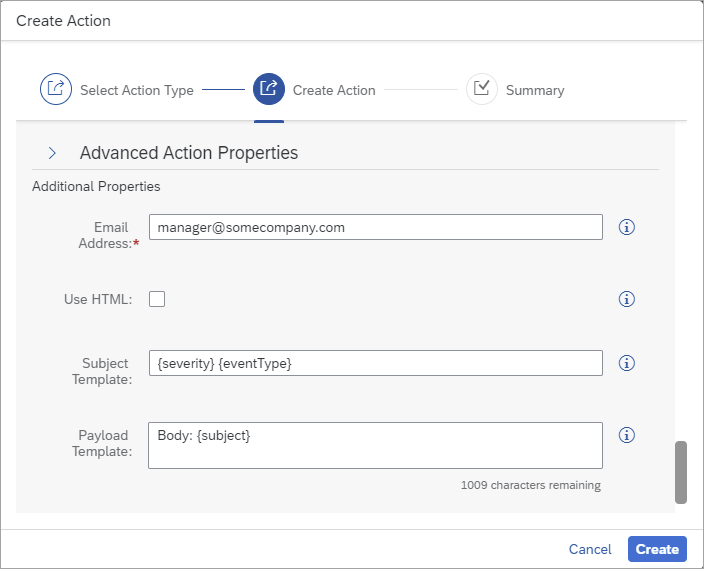 Create Action
Select Action Type
Create Action
Summary
Advanced Action Properties
Additional Properties
Email
Address:*
manager@somecompany.com
Use HTML:
Subject
Template:
{severity} {eventType}
Payload
Template:
Body: {subject}
1009 characters remaining
Cancel
Create